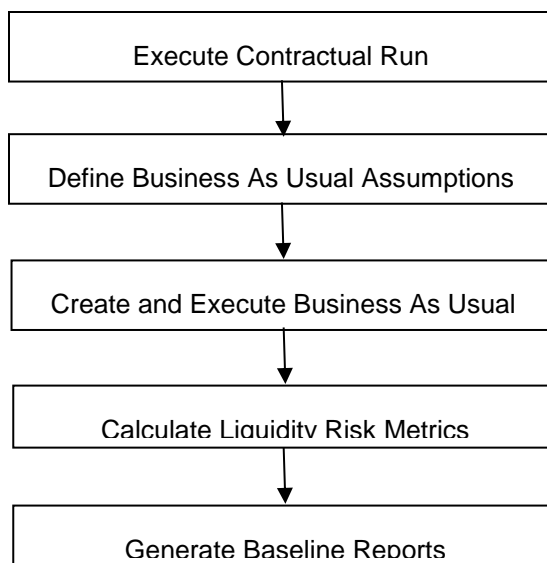 Execute Contractual Run
Define Business As Usual Assumptions
Create and Execute Business As Usual
Calculate Liquidity Risk Metrics
Generate Baseline Reports